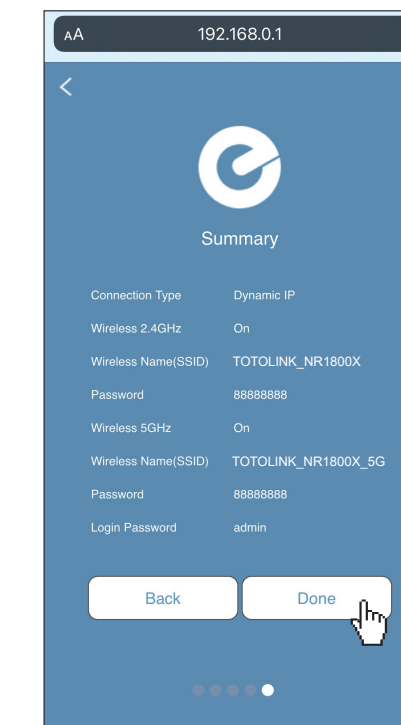 AA 192.168.0.1
Summary
Connection Type Dynamic IP
Wireless 2.4GHz On
Wireless Name(SSID) TOTOLINK_NR1800X
Password 88888888
Wireless 5GHz On
Wireless Name(SSID) TOTOLINK_NR1800X_5G
Password 88888888
Login Password admin
Back Done